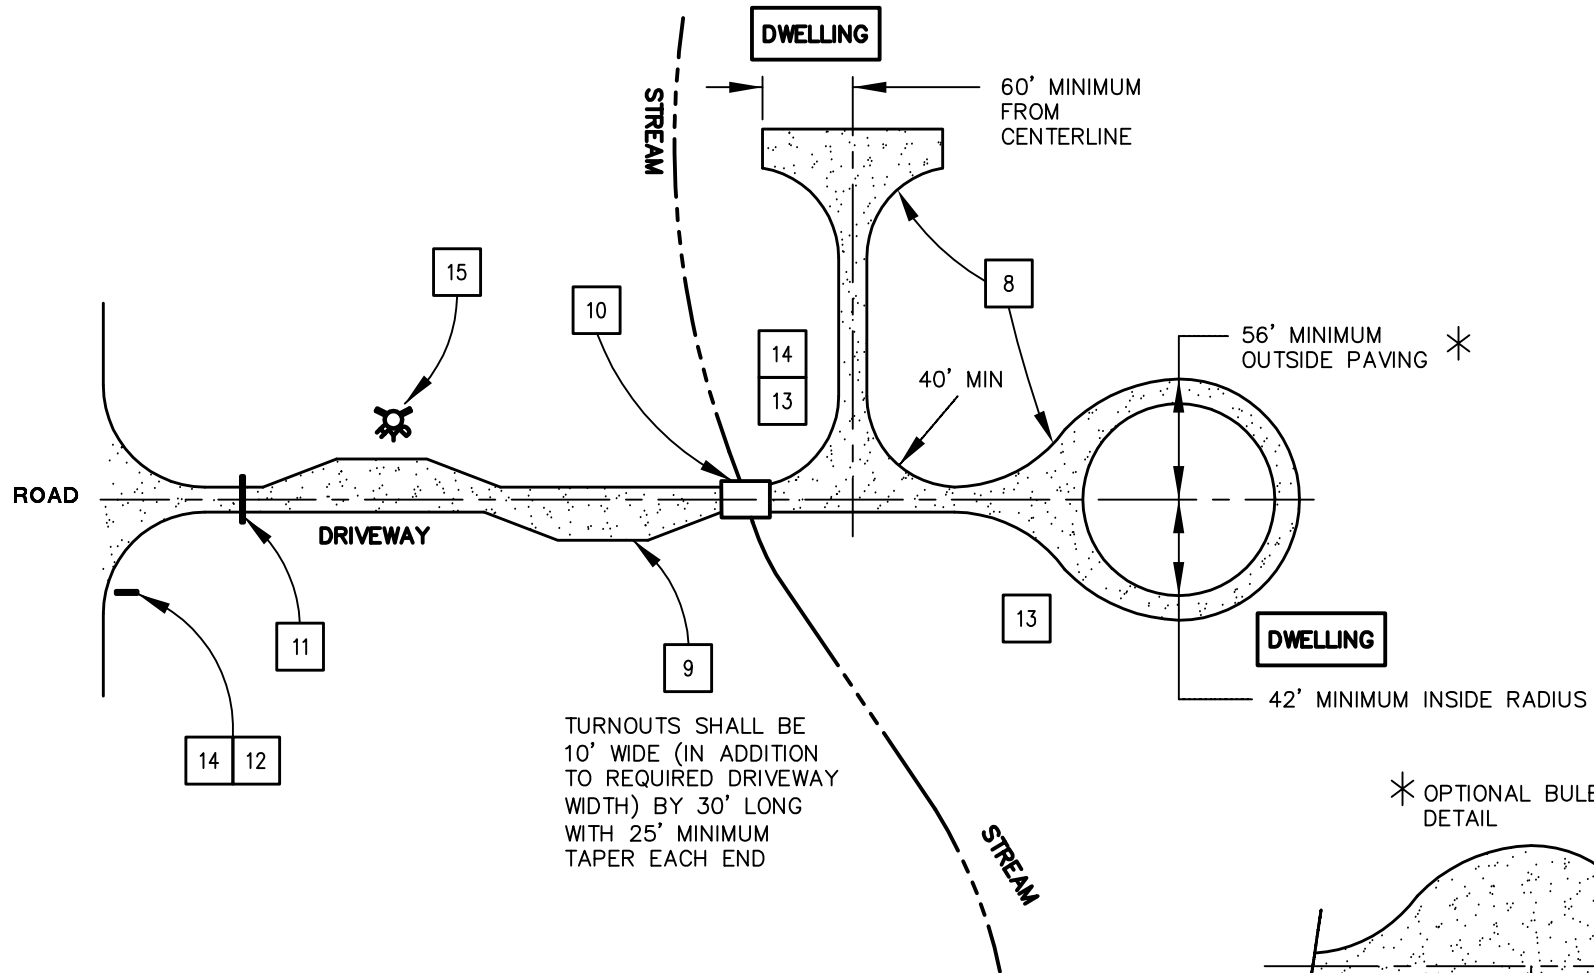 DWELLING
60' MINIMUM
FROM
CENTERLINE
STREAM
15
10
8
14
13
56' MINIMUM
OUTSIDE PAVING *
40' MIN
ROAD
DRIVEWAY
13
11
9
DWELLING
42' MINIMUM INSIDE RADIUS
14 12
TURNOUTS SHALL BE
10' WIDE (IN ADDITION
TO REQUIRED DRIVEWAY
WIDTH) BY 30' LONG
WITH 25' MINIMUM
TAPER EACH END
STREAM
* OPTIONAL BULB
DETAIL